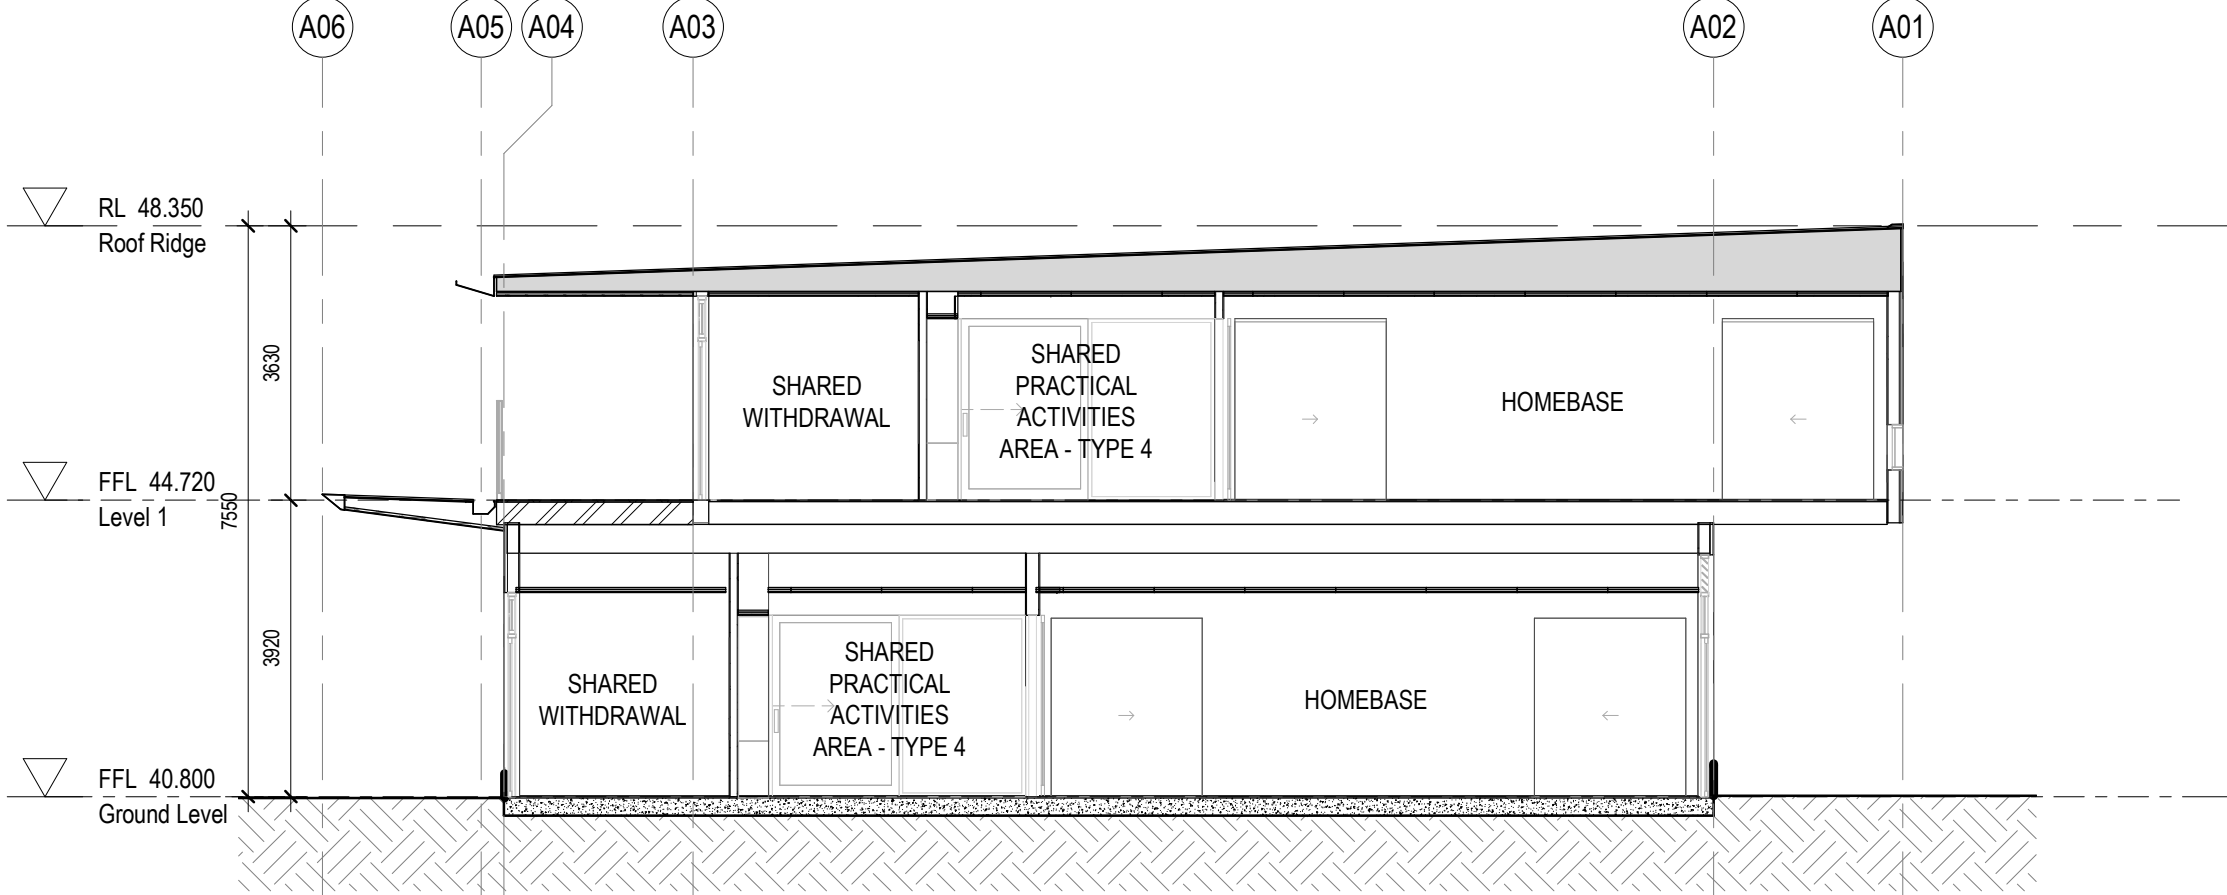 A06
A05
A04
A03
A02
A01
RL 48.350
Roof Ridge
3630
SHARED
WITHDRAWAL
SHARED
PRACTICAL
ACTIVITIES
AREA - TYPE 4
HOMEBASE
FFL 44.720
Level 1
7550
3920
SHARED
WITHDRAWAL
SHARED
PRACTICAL
ACTIVITIES
AREA - TYPE 4
HOMEBASE
FFL 40.800
Ground Level